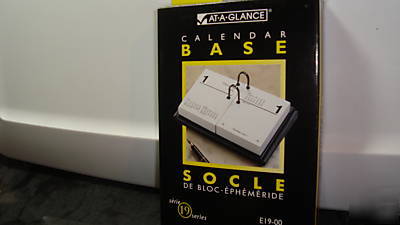 AT-A-GLANCE®
CALENDAR
BASE
1 1
SOCLE
DE BLOC-ÉPHÉMÉRIDE
série 19 series
E19-00